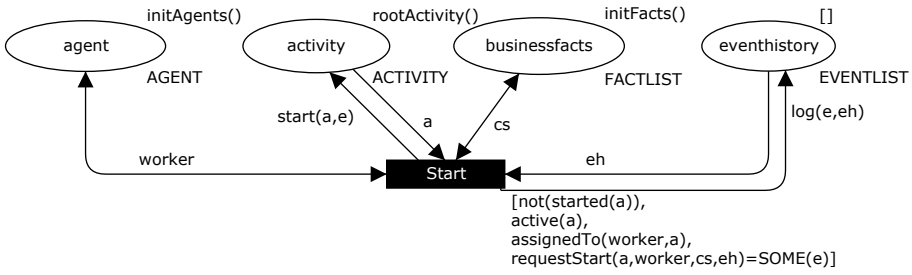 initAgents()
rootActivity()
initFacts()
[]
agent
activity
businessfacts
eventhistory
AGENT
ACTIVITY
FACTLIST
EVENTLIST
start(a,e)
a
cs
log(e,eh)
worker
eh
Start
[not(started(a)),
active(a),
assignedTo(worker,a),
requestStart(a,worker,cs,eh)=SOME(e)]